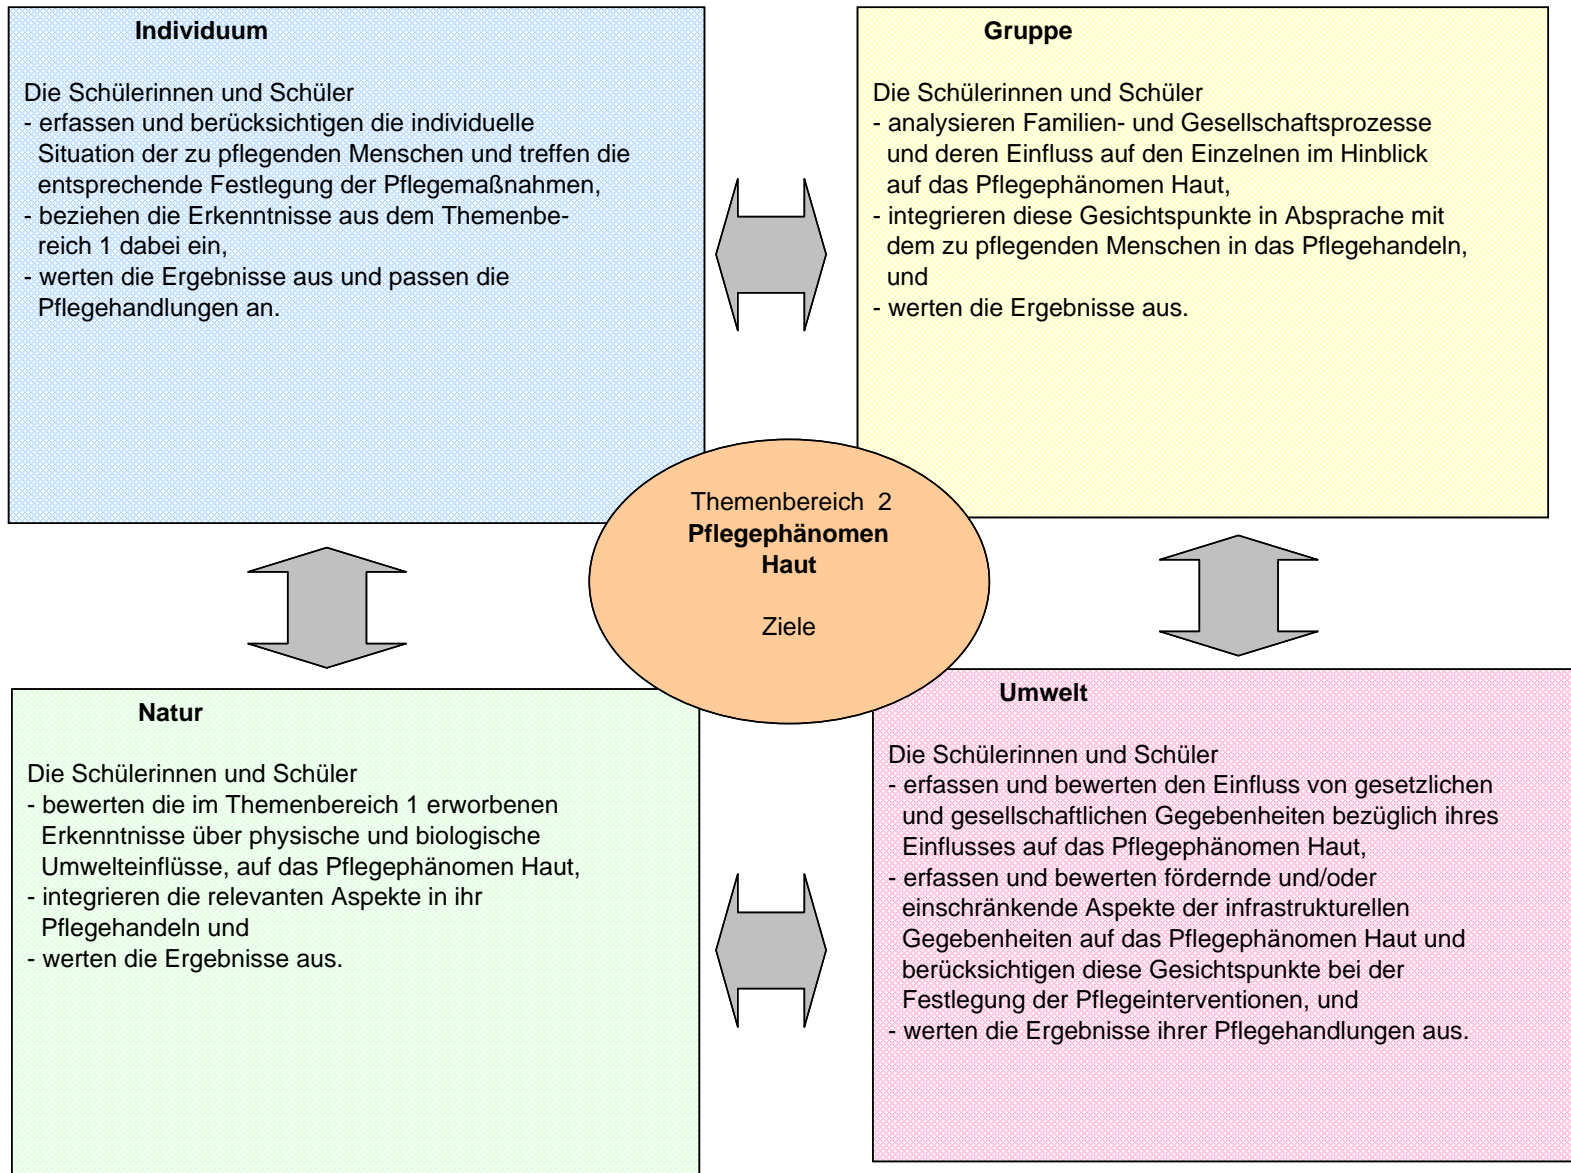 Individuum
Die Schülerinnen und Schüler
- erfassen und berücksichtigen die individuelle
Situation der zu pflegenden Menschen und treffen die
entsprechende Festlegung der Pflegemaßnahmen,
- beziehen die Erkenntnisse aus dem Themenbe-
reich 1 dabei ein,
- werten die Ergebnisse aus und passen die
Pflegehandlungen an.
Gruppe
Die Schülerinnen und Schüler
- analysieren Familien- und Gesellschaftsprozesse
und deren Einfluss auf den Einzelnen im Hinblick
auf das Pflegephänomen Haut,
- integrieren diese Gesichtspunkte in Absprache mit
dem zu pflegenden Menschen in das Pflegehandeln,
und
- werten die Ergebnisse aus.
Themenbereich 2
Pflegephänomen
Haut
Ziele
Natur
Die Schülerinnen und Schüler
- bewerten die im Themenbereich 1 erworbenen
Erkenntnisse über physische und biologische
Umwelteinflüsse, auf das Pflegephänomen Haut,
- integrieren die relevanten Aspekte in ihr
Pflegehandeln und
- werten die Ergebnisse aus.
Umwelt
Die Schülerinnen und Schüler
- erfassen und bewerten den Einfluss von gesetzlichen
und gesellschaftlichen Gegebenheiten bezüglich ihres
Einflusses auf das Pflegephänomen Haut,
- erfassen und bewerten fördernde und/oder
einschränkende Aspekte der infrastrukturellen
Gegebenheiten auf das Pflegephänomen Haut und
berücksichtigen diese Gesichtspunkte bei der
Festlegung der Pflegeinterventionen, und
- werten die Ergebnisse ihrer Pflegehandlungen aus.